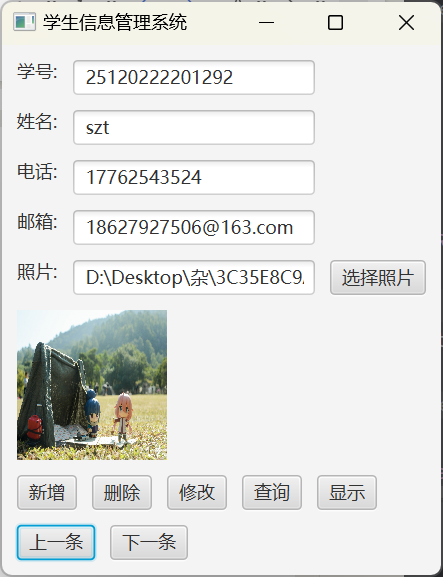 学生信息管理系统
学号: 25120222201292
姓名: szt
电话: 17762543524
邮箱: 18627927506@163.com
照片: D:\Desktop\杂\3C35E8C9 选择照片
新增 删除 修改 查询 显示
上一条 下一条